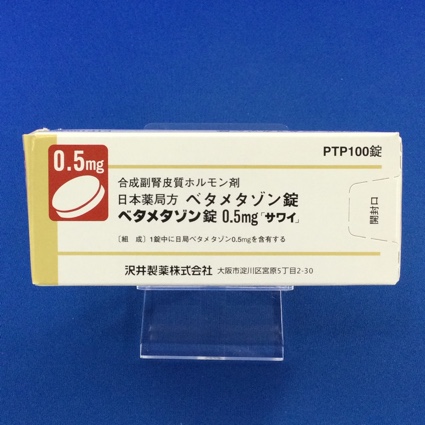 0.5mg
PTP100錠
合成副腎皮質ホルモン剤
日本薬局方 ベタメタゾン錠
ベタメタゾン錠 0.5mg「サワイ」
〔組 成〕1錠中に日局ベタメタゾン0.5mgを含有する
沢井製薬株式会社 大阪市淀川区宮原5丁目2-30
開封口